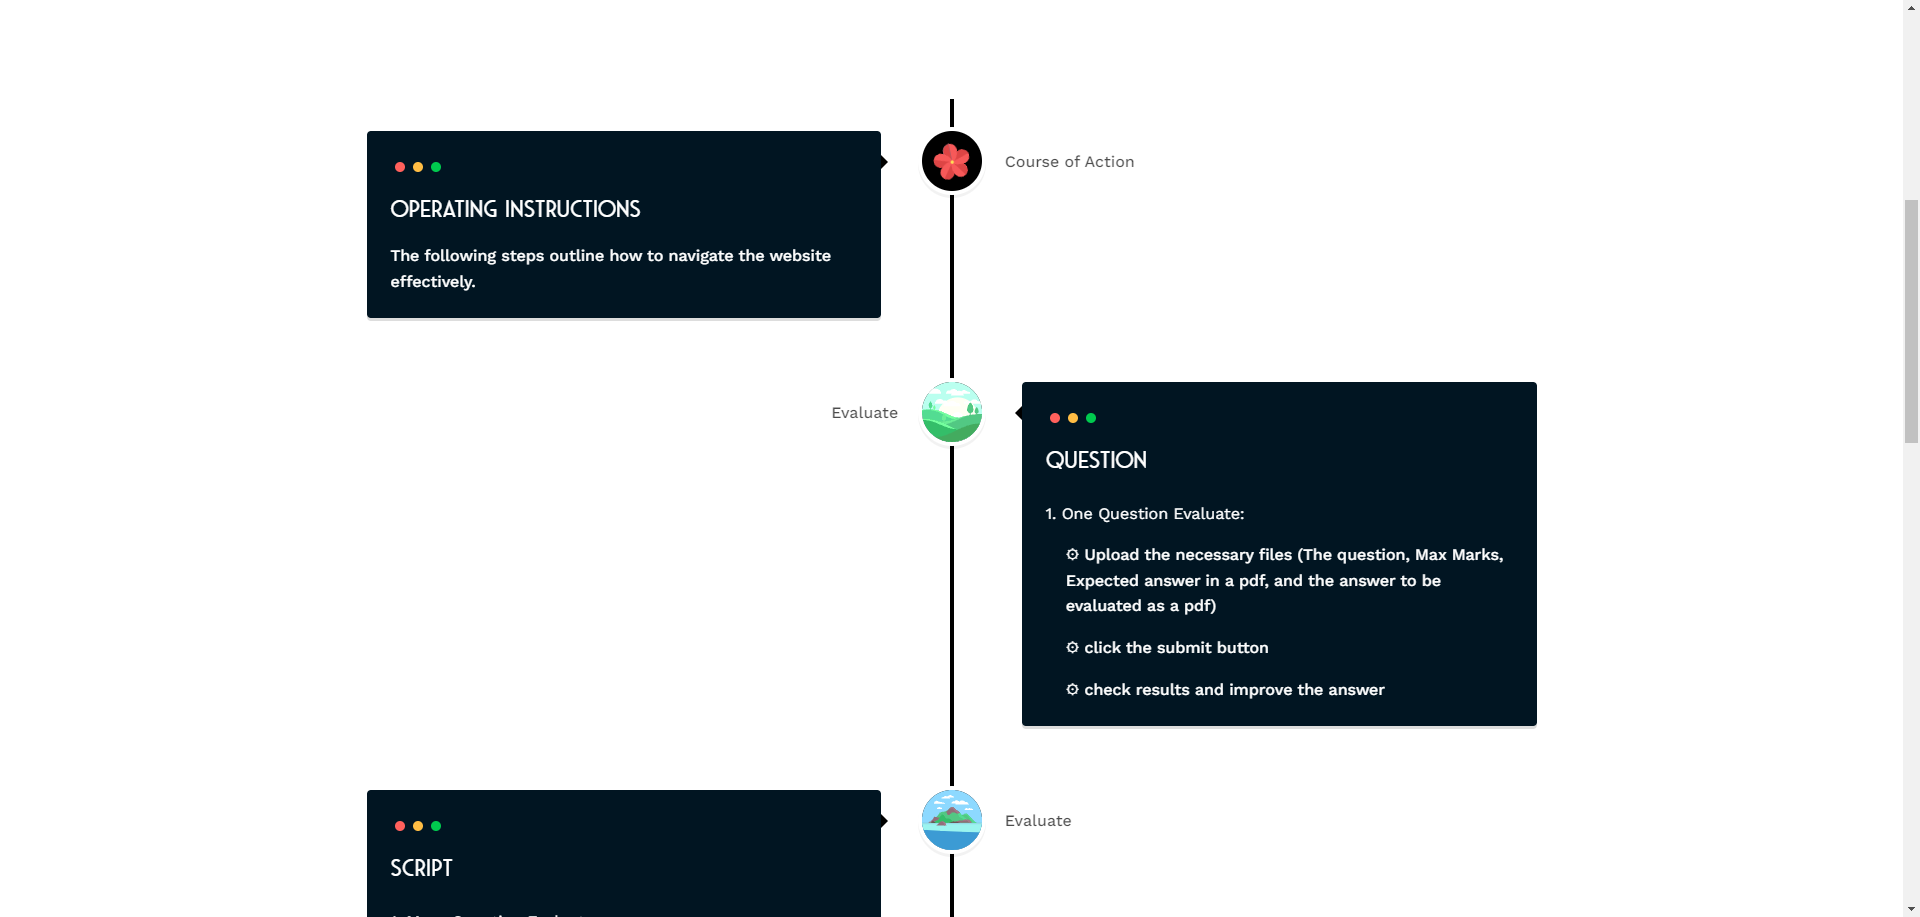 Course of Action
OPERATING INSTRUCTIONS
The following steps outline how to navigate the website
effectively.
Evaluate
QUESTION
1. One Question Evaluate:
⚙ Upload the necessary files (The question, Max Marks,
Expected answer in a pdf, and the answer to be
evaluated as a pdf)
⚙ click the submit button
⚙ check results and improve the answer
Evaluate
SCRIPT